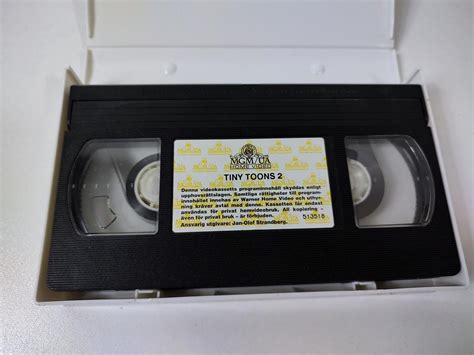 MGM/UA
HOME VIDEO
TINY TOONS 2
Denna videokassetts programinnehåll skyddas enligt
upphovsrättslagen. Samtliga rättigheter till program-
innehållet innehas av Warner Home Video och uthyr-
ning kräver avtal med denne. Kassetten får endast
användas för privat hemvideobruk. All kopiering -
även för privat bruk - är förbjuden.
513518
Ansvarig utgivare: Jan-Olof Strandberg.